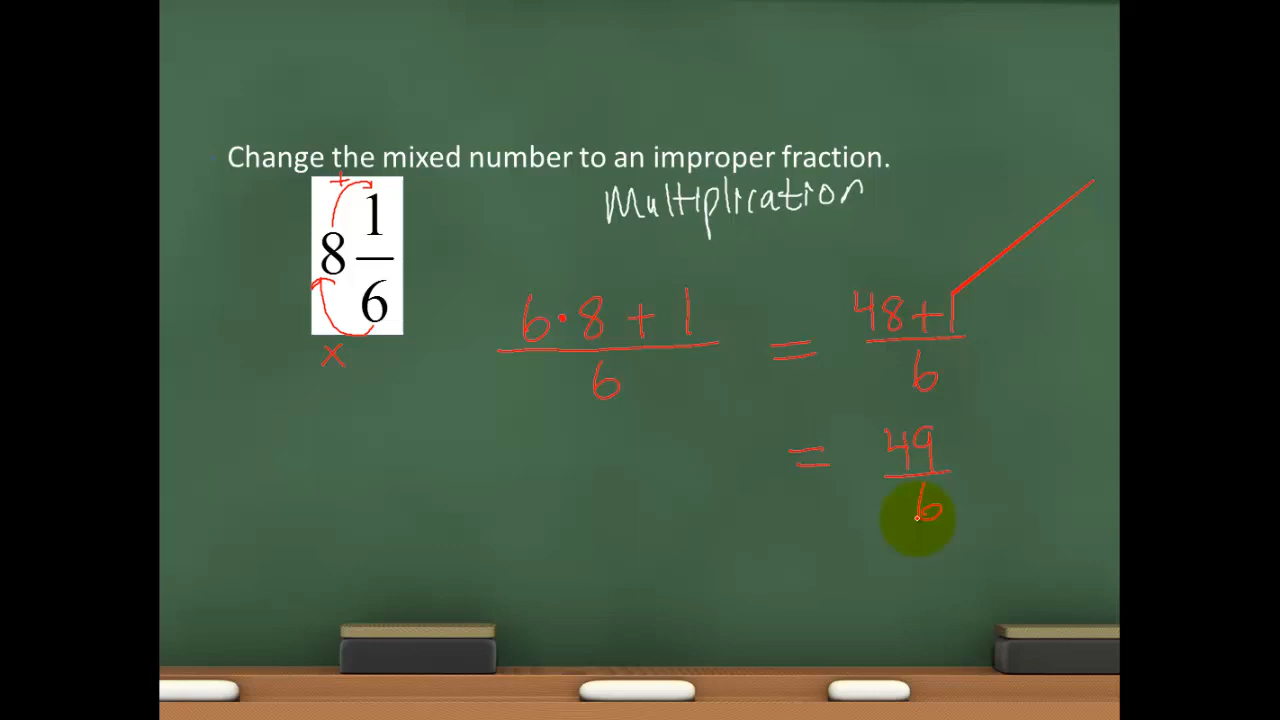 Change the mixed number to an improper fraction.
Multiplication
+
8 1/6
x
6·8+1/6 = 48+1/6
= 49/6